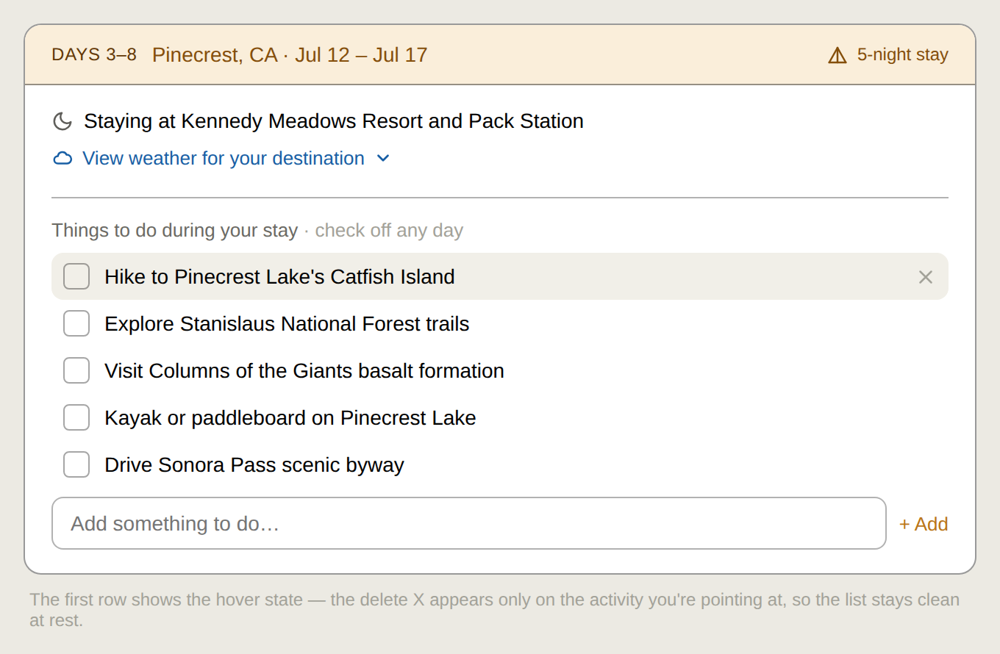 DAYS 3–8 Pinecrest, CA · Jul 12 – Jul 17 5-night stay
Staying at Kennedy Meadows Resort and Pack Station
View weather for your destination
Things to do during your stay · check off any day
Hike to Pinecrest Lake's Catfish Island
Explore Stanislaus National Forest trails
Visit Columns of the Giants basalt formation
Kayak or paddleboard on Pinecrest Lake
Drive Sonora Pass scenic byway
Add something to do… + Add
The first row shows the hover state — the delete X appears only on the activity you're pointing at, so the list stays clean
at rest.